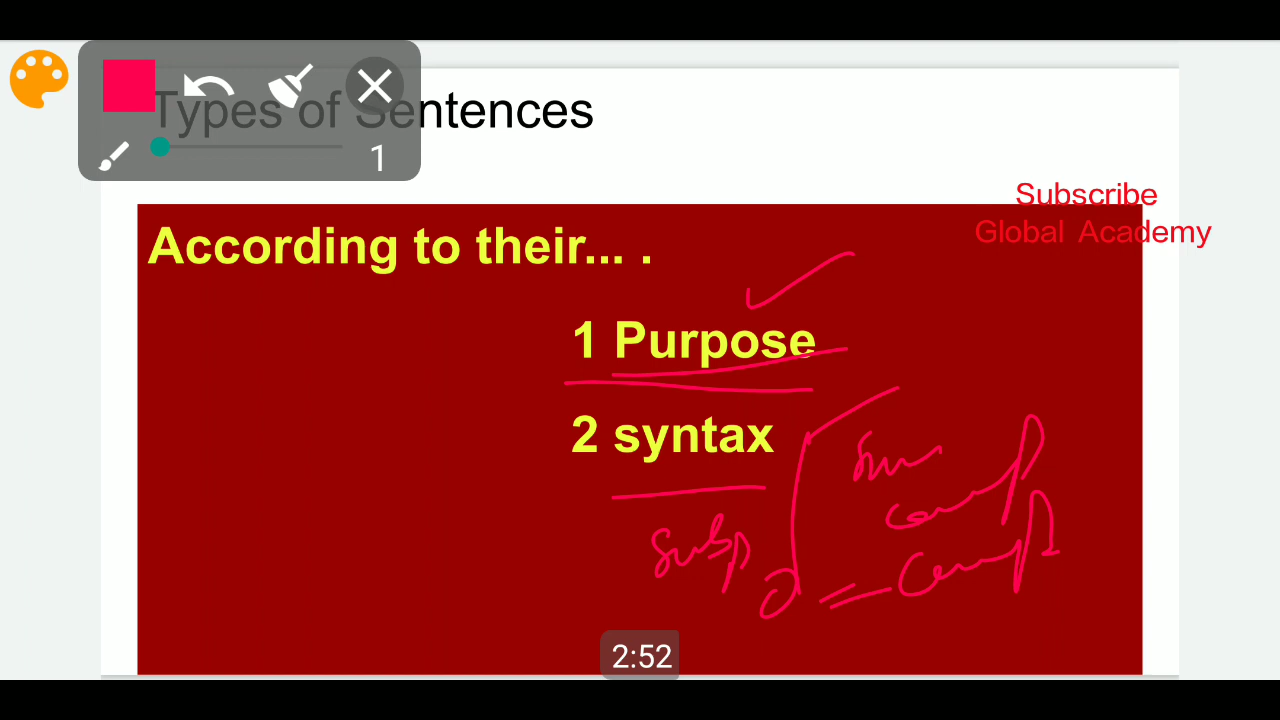 Types of Sentences
1
Subscribe
Global Academy
According to their... .
1 Purpose
2 syntax
2:52